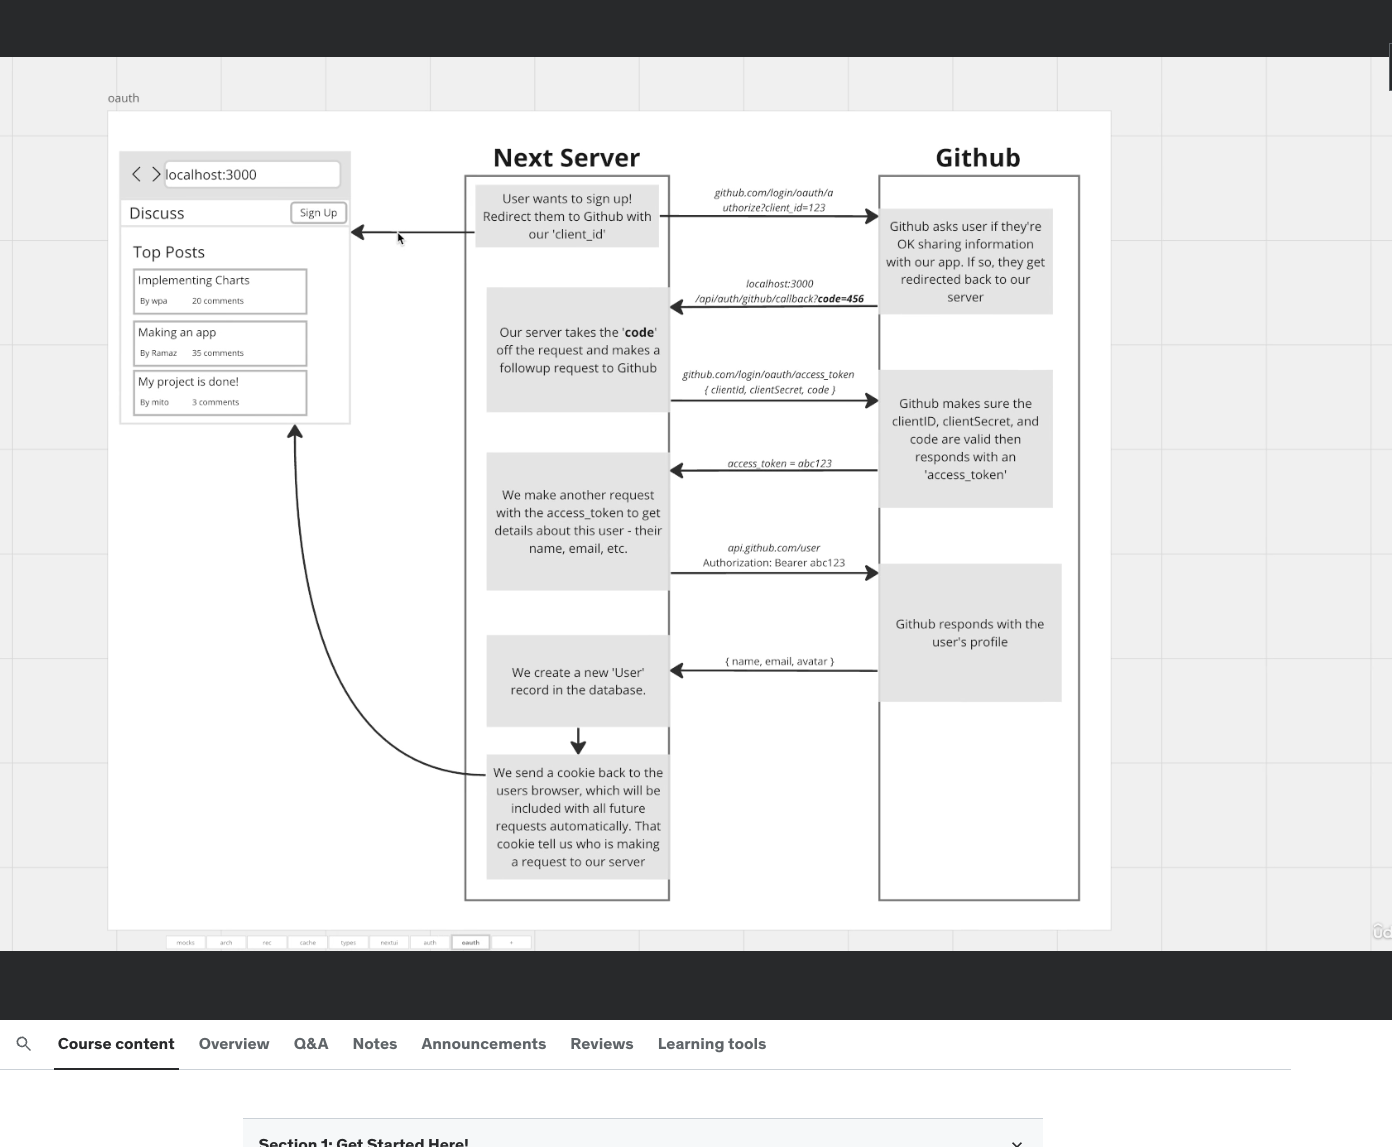 oauth
localhost:3000
Discuss
Sign Up
Top Posts
Implementing Charts
By wpa 20 comments
Making an app
By Ramaz 35 comments
My project is done!
By mito 3 comments
Next Server
User wants to sign up!
Redirect them to Github with
our 'client_id'
Our server takes the 'code'
off the request and makes a
followup request to Github
We make another request
with the access_token to get
details about this user - their
name, email, etc.
We create a new 'User'
record in the database.
We send a cookie back to the
users browser, which will be
included with all future
requests automatically. That
cookie tell us who is making
a request to our server
github.com/login/oauth/a
uthorize?client_id=123
localhost:3000
/api/auth/github/callback?code=456
github.com/login/oauth/access_token
{ clientId, clientSecret, code }
access_token = abc123
api.github.com/user
Authorization: Bearer abc123
{ name, email, avatar }
Github
Github asks user if they're
OK sharing information
with our app. If so, they get
redirected back to our
server
Github makes sure the
clientID, clientSecret, and
code are valid then
responds with an
'access_token'
Github responds with the
user's profile
mocks arch rec cache types nextui auth oauth +
Course content Overview Q&A Notes Announcements Reviews Learning tools
Section 1: Get Started Here!